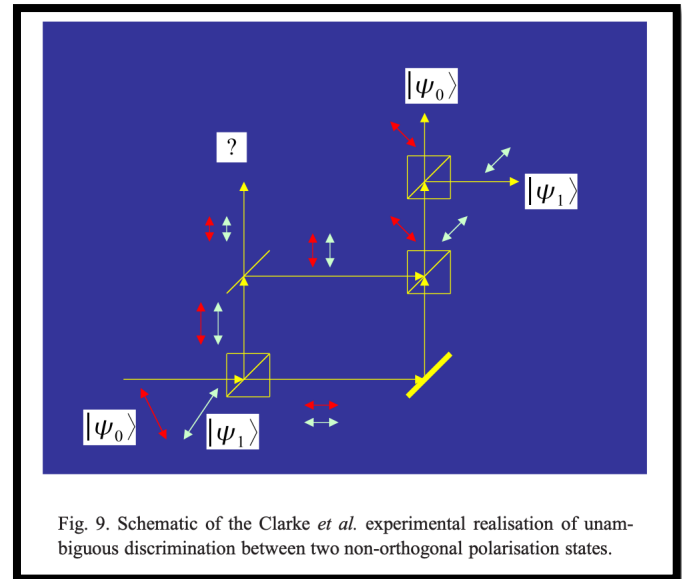 |ψ₀⟩
?
|ψ₁⟩
|ψ₀⟩
|ψ₁⟩
Fig. 9. Schematic of the Clarke et al. experimental realisation of unam-
biguous discrimination between two non-orthogonal polarisation states.